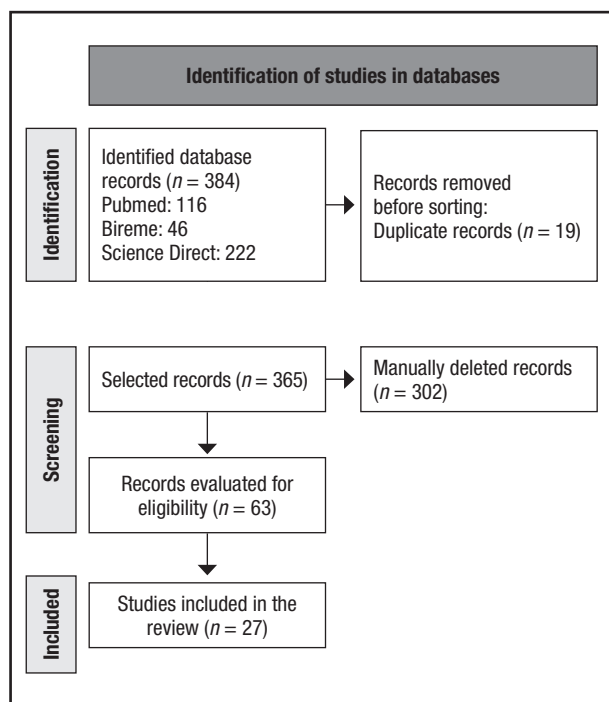 Identification of studies in databases
Identification
Identified database
records (n = 384)
Pubmed: 116
Bireme: 46
Science Direct: 222
Records removed
before sorting:
Duplicate records (n = 19)
Screening
Selected records (n = 365)
Manually deleted records
(n = 302)
Records evaluated for
eligibility (n = 63)
Included
Studies included in the
review (n = 27)